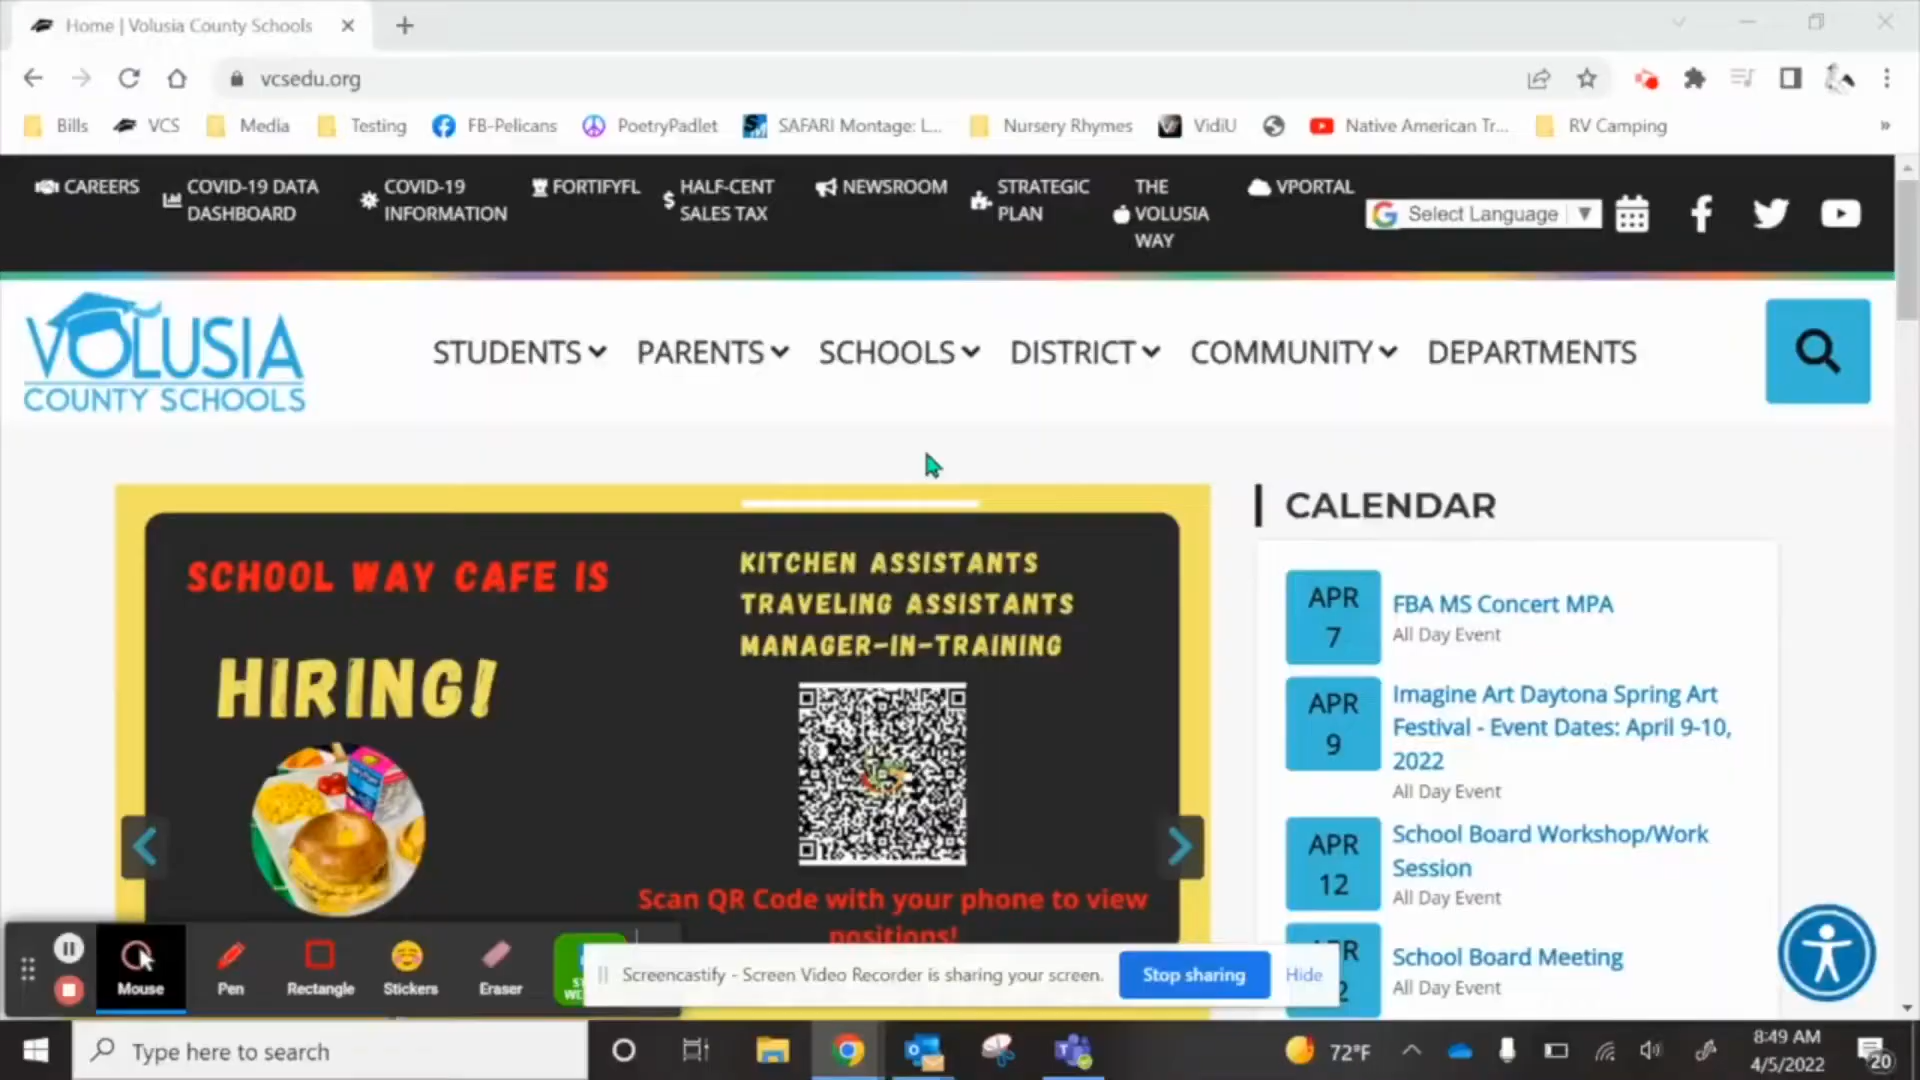 Home | Volusia County Schools
vcsedu.org
Bills
VCS
Media
Testing
FB-Pelicans
PoetryPadlet
SAFARI Montage: L...
Nursery Rhymes
VidiU
Native American Tr...
RV Camping
»
CAREERS
COVID-19 DATA
DASHBOARD
COVID-19
INFORMATION
FORTIFYFL
HALF-CENT
SALES TAX
NEWSROOM
STRATEGIC
PLAN
THE
VOLUSIA
WAY
VPORTAL
Select Language
VOLUSIA
COUNTY SCHOOLS
STUDENTS
PARENTS
SCHOOLS
DISTRICT
COMMUNITY
DEPARTMENTS
SCHOOL WAY CAFE IS
HIRING!
KITCHEN ASSISTANTS
TRAVELING ASSISTANTS
MANAGER-IN-TRAINING
Scan QR Code with your phone to view
positions!
CALENDAR
APR
7
FBA MS Concert MPA
All Day Event
APR
9
Imagine Art Daytona Spring Art
Festival - Event Dates: April 9-10,
2022
All Day Event
APR
12
School Board Workshop/Work
Session
All Day Event
School Board Meeting
All Day Event
Mouse
Pen
Rectangle
Stickers
Eraser
Screencastify - Screen Video Recorder is sharing your screen.
Stop sharing
Hide
Type here to search
72°F
8:49 AM
4/5/2022
20